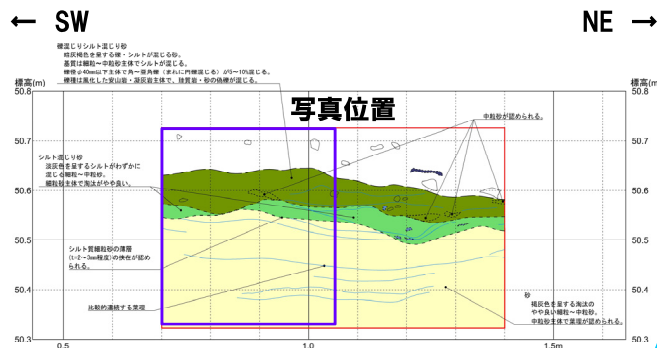 ← SW
NE →
礫混じりシルト混じり砂
暗灰褐色を呈する礫・シルトが混じる砂。
基質は細粒~中粒砂主体でシルトが混じる。
礫径φ40mm以下主体で角~亜角礫(まれに円礫混じる)が5~10%混じる。
礫種は風化した安山岩・凝灰岩主体で、珪質岩・砂の偽礫が混じる。
標高(m)
標高(m)
写真位置
中粒砂が認められる。
50.8
50.8
50.7
50.7
シルト混じり砂
淡灰色を呈するシルトがわずかに
混じる細粒~中粒砂。
細粒砂主体で淘汰がやや良い。
50.6
50.6
シルト質細粒砂の薄層
(t=2~3mm程度)の挟在が認め
られる。
50.5
50.5
50.4
50.4
比較的連続する葉理
砂
褐灰色を呈する淘汰の
やや良い細粒~中粒砂。
中粒砂主体で葉理が認められる。
50.3
50.3
0.5
1.0
1.5m